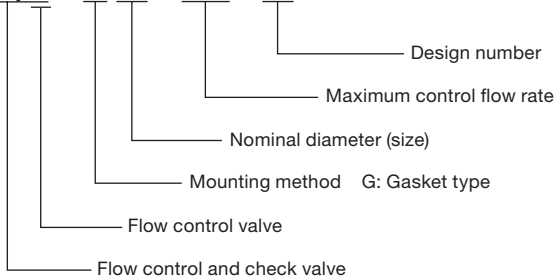 Design number
Maximum control flow rate
Nominal diameter (size)
Mounting method G: Gasket type
Flow control valve
Flow control and check valve